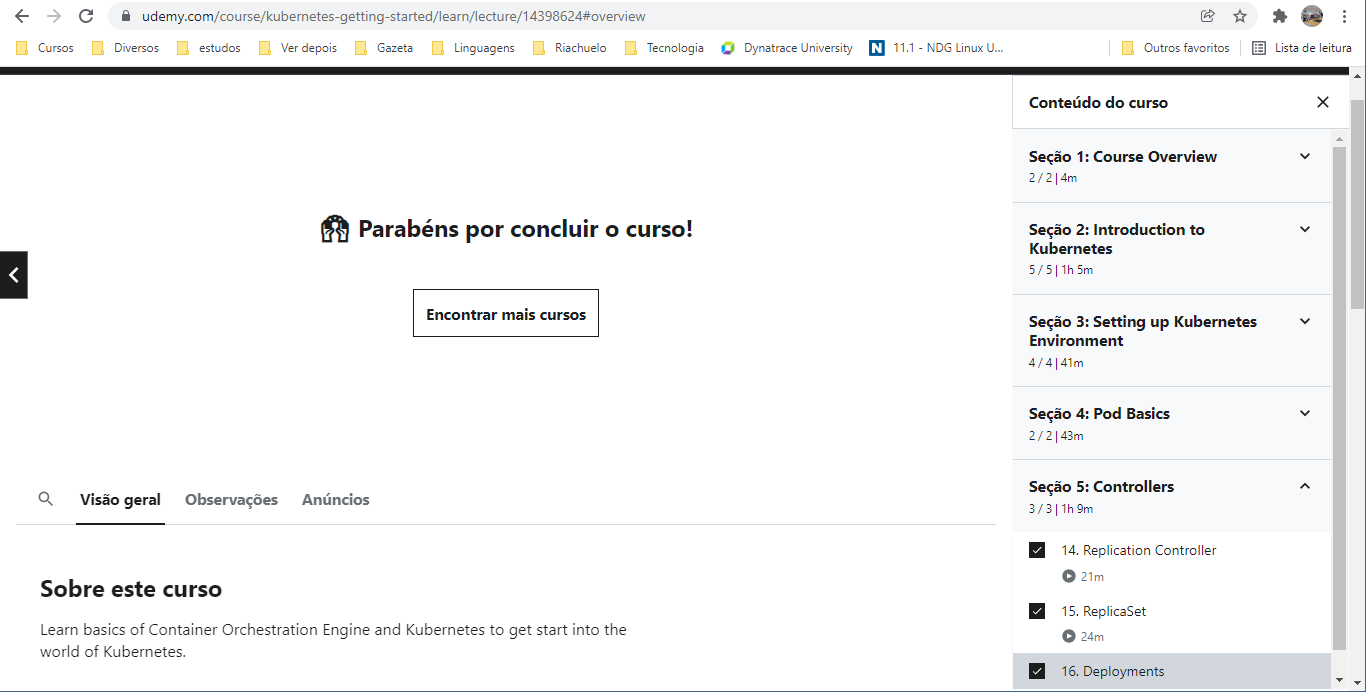 udemy.com/course/kubernetes-getting-started/learn/lecture/14398624#overview
Cursos Diversos estudos Ver depois Gazeta Linguagens Riachuelo Tecnologia Dynatrace University N 11.1 - NDG Linux U... Outros favoritos Lista de leitura
Parabéns por concluir o curso!
Encontrar mais cursos
Visão geral Observações Anúncios
Sobre este curso
Learn basics of Container Orchestration Engine and Kubernetes to get start into the
world of Kubernetes.
Conteúdo do curso
Seção 1: Course Overview
2 / 2 | 4m
Seção 2: Introduction to
Kubernetes
5 / 5 | 1h 5m
Seção 3: Setting up Kubernetes
Environment
4 / 4 | 41m
Seção 4: Pod Basics
2 / 2 | 43m
Seção 5: Controllers
3 / 3 | 1h 9m
14. Replication Controller
21m
15. ReplicaSet
24m
16. Deployments